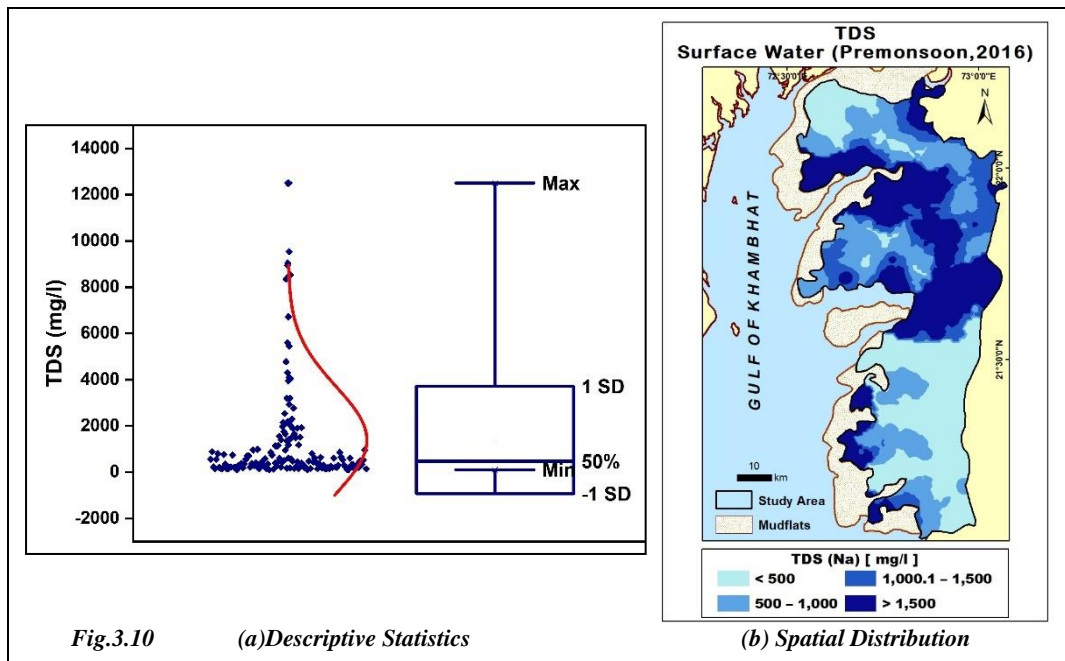 14000
12000
10000
8000
6000
4000
2000
0
-2000
TDS (mg/l)
Max
1 SD
50%
Min
-1 SD
TDS
Surface Water (Premonsoon,2016)
72°30'0"E
73°0'0"E
N
22°0'0"N
21°30'0"N
GULF OF KHAMBHAT
10
km
Study Area
Mudflats
TDS (Na) [ mg/l ]
< 500
1,000.1 – 1,500
500 – 1,000
> 1,500
Fig.3.10 (a)Descriptive Statistics (b) Spatial Distribution